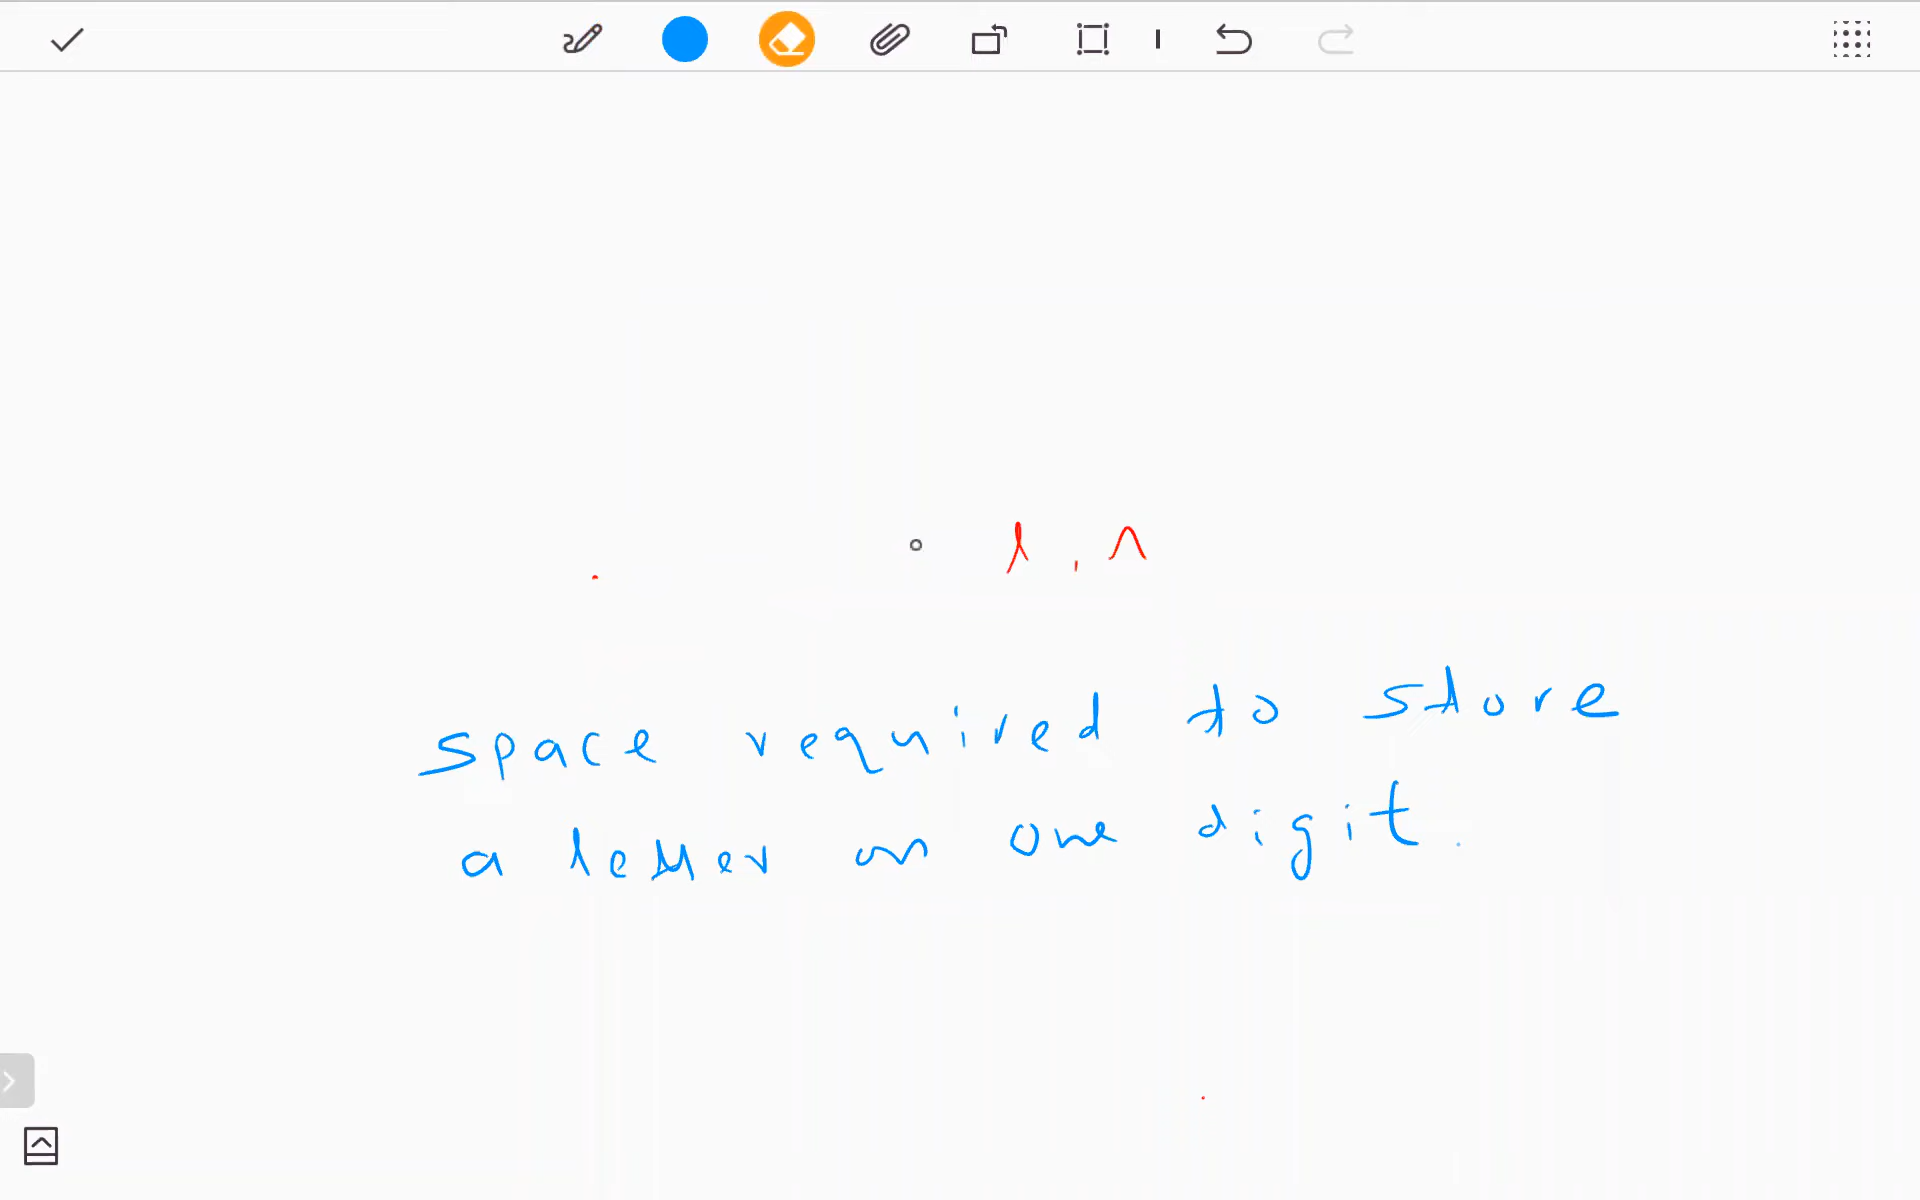 space required to store
a letter or one digit.